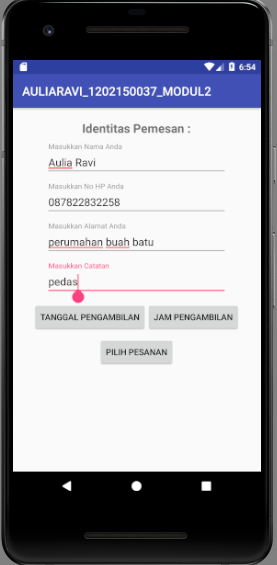 6:54
AULIARAVI_1202150037_MODUL2
Identitas Pemesan :
Masukkan Nama Anda
Aulia Ravi
Masukkan No HP Anda
087822832258
Masukkan Alamat Anda
perumahan buah batu
Masukkan Catatan
pedas
TANGGAL PENGAMBILAN JAM PENGAMBILAN
PILIH PESANAN